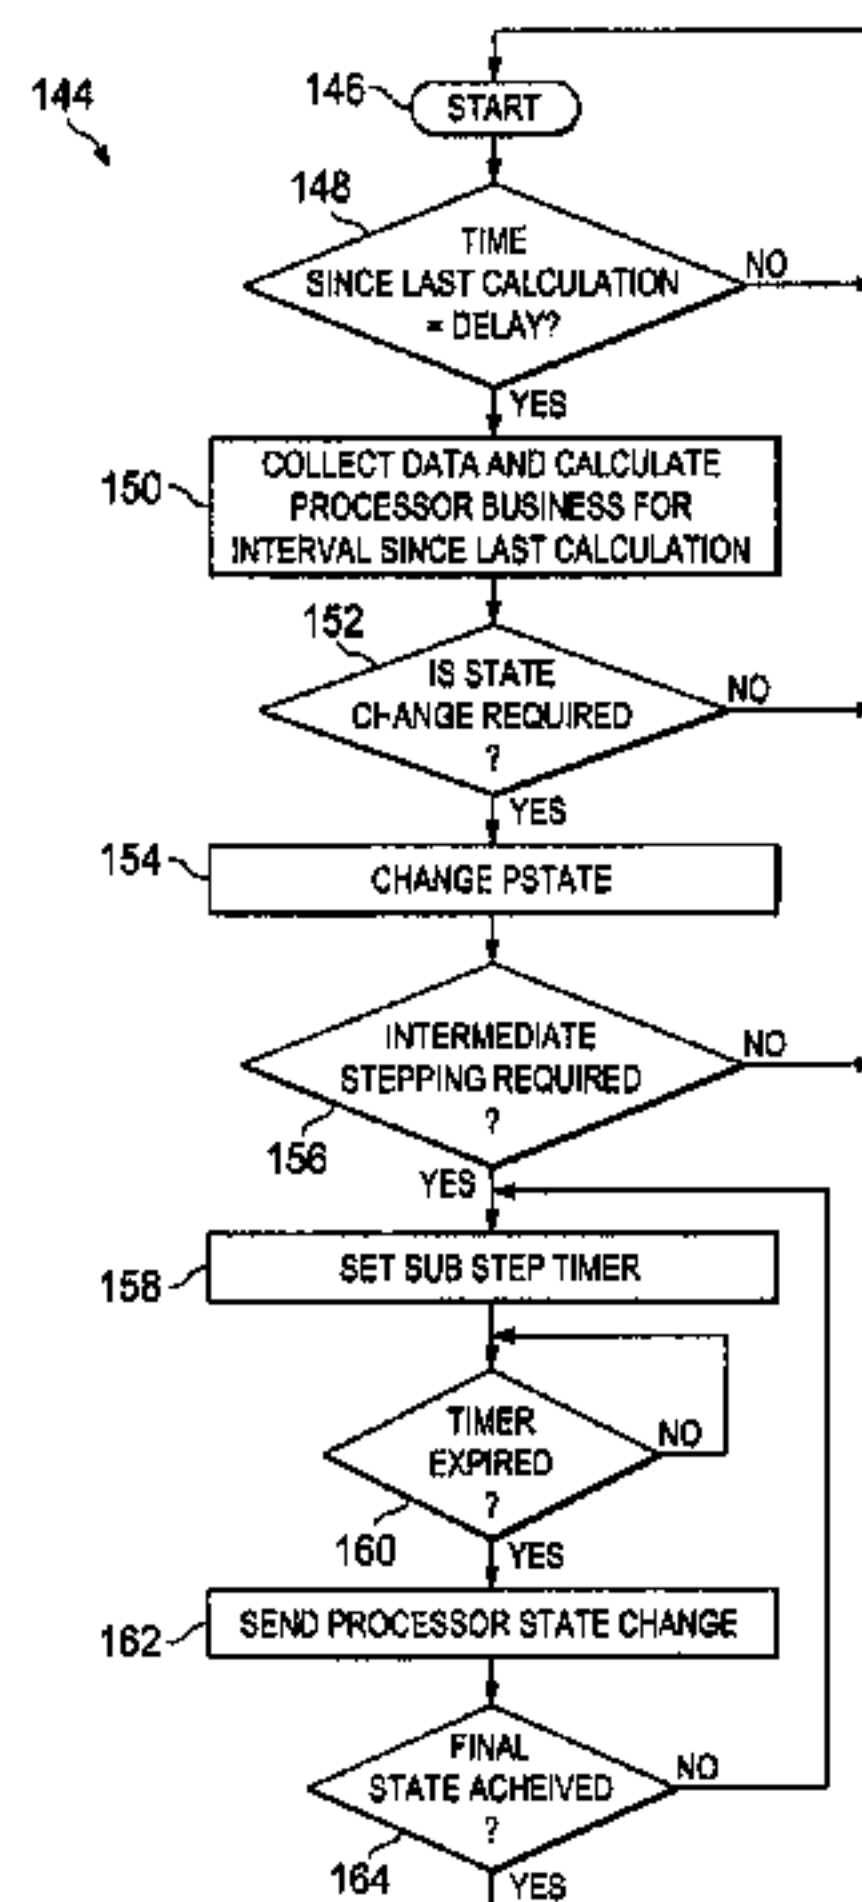 144
146
START
148
TIME
SINCE LAST CALCULATION
= DELAY?
NO
YES
150
COLLECT DATA AND CALCULATE
PROCESSOR BUSINESS FOR
INTERVAL SINCE LAST CALCULATION
152
IS STATE
CHANGE REQUIRED
?
NO
YES
154
CHANGE PSTATE
INTERMEDIATE
STEPPING REQUIRED
?
NO
156
YES
158
SET SUB STEP TIMER
TIMER
EXPIRED
?
NO
160
YES
162
SEND PROCESSOR STATE CHANGE
FINAL
STATE ACHEIVED
?
NO
164
YES